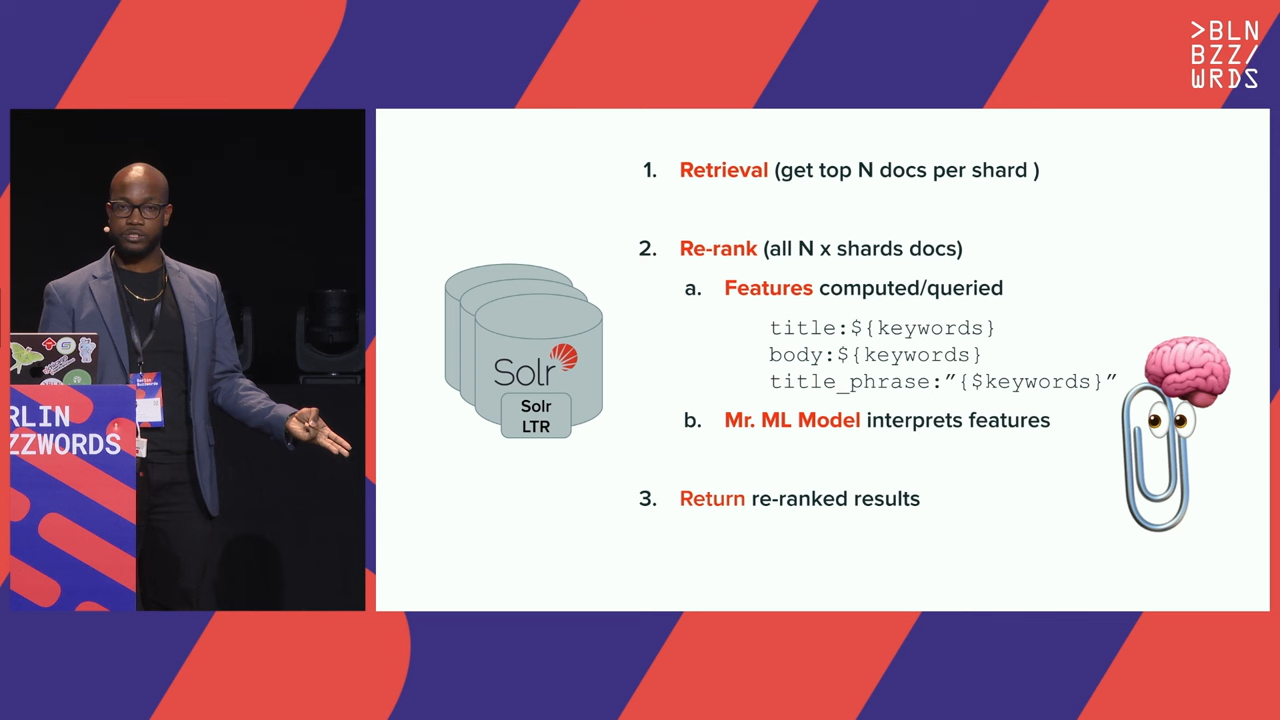 >BLN
BZZ/
WRDS
1. Retrieval (get top N docs per shard )
2. Re-rank (all N x shards docs)
a. Features computed/queried
title:${keywords}
body:${keywords}
title_phrase:”{$keywords}”
b. Mr. ML Model interprets features
3. Return re-ranked results
Solr
Solr
LTR
RLIN
ZZWORDS
Berlin
Buzzwords